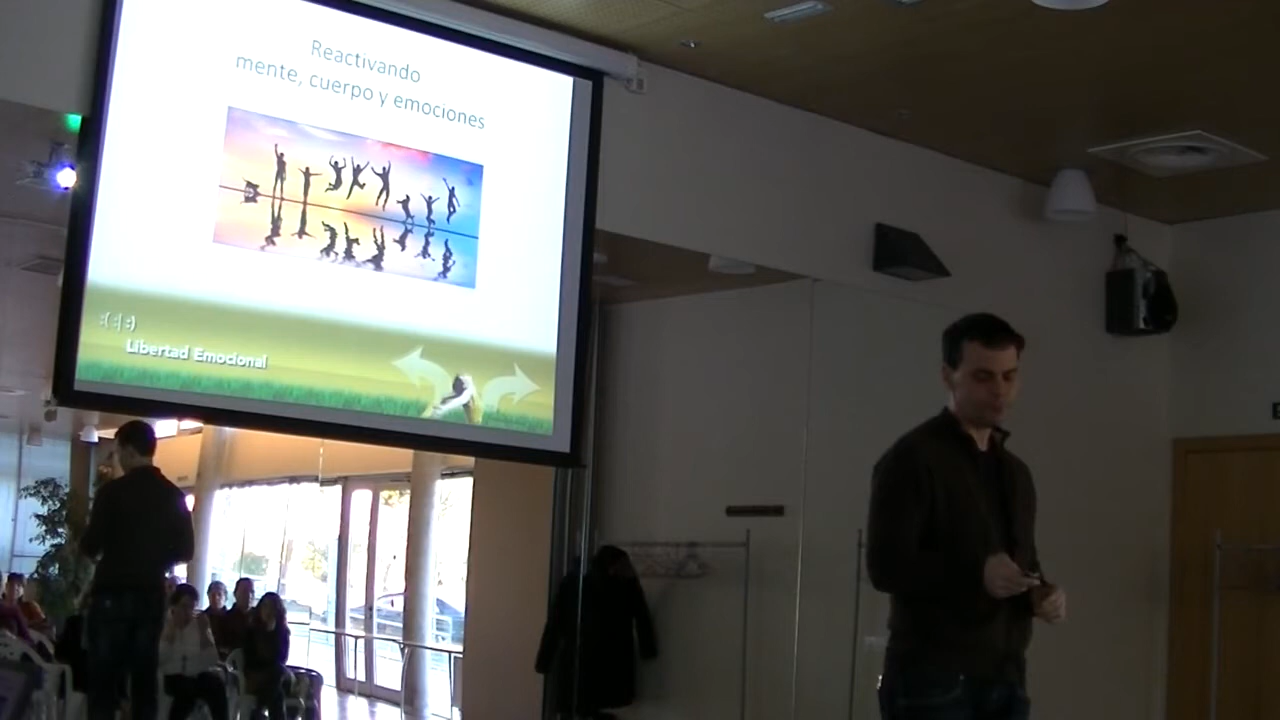 Reactivando
mente, cuerpo y emociones
:( :| :)
Libertad Emocional